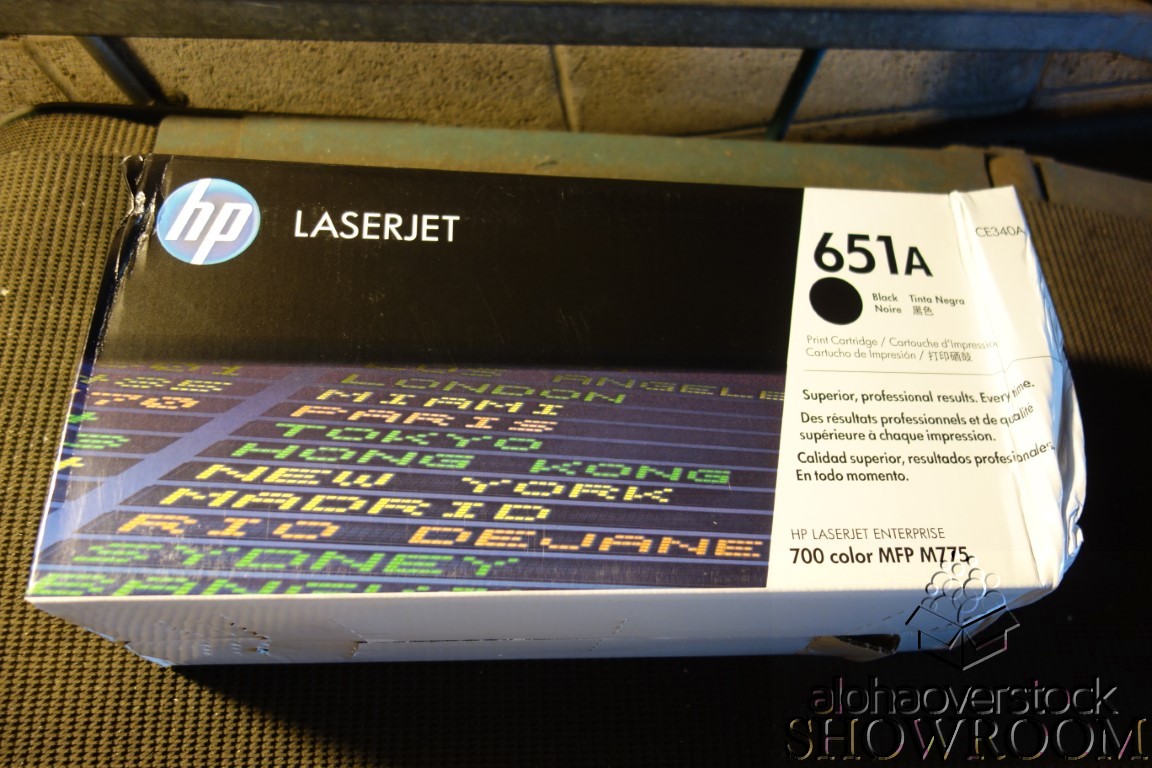 hp
LASERJET
651A
CE340A
Black Tinta Negra
Noire 黑色
Print Cartridge / Cartouche d'Impression
Cartucho de Impresión / 打印硒鼓
Superior, professional results. Every time.
Des résultats professionnels et de qualité
supérieure à chaque impression.
Calidad superior, resultados profesionales.
En todo momento.
HP LASERJET ENTERPRISE
700 color MFP M775
LONDON
MIAMI
PARIS
TOKYO
HONG KONG
NEW YORK
MADRID
RIO DEJANE
SYDNEY
alohaoverstock
SHOWROOM